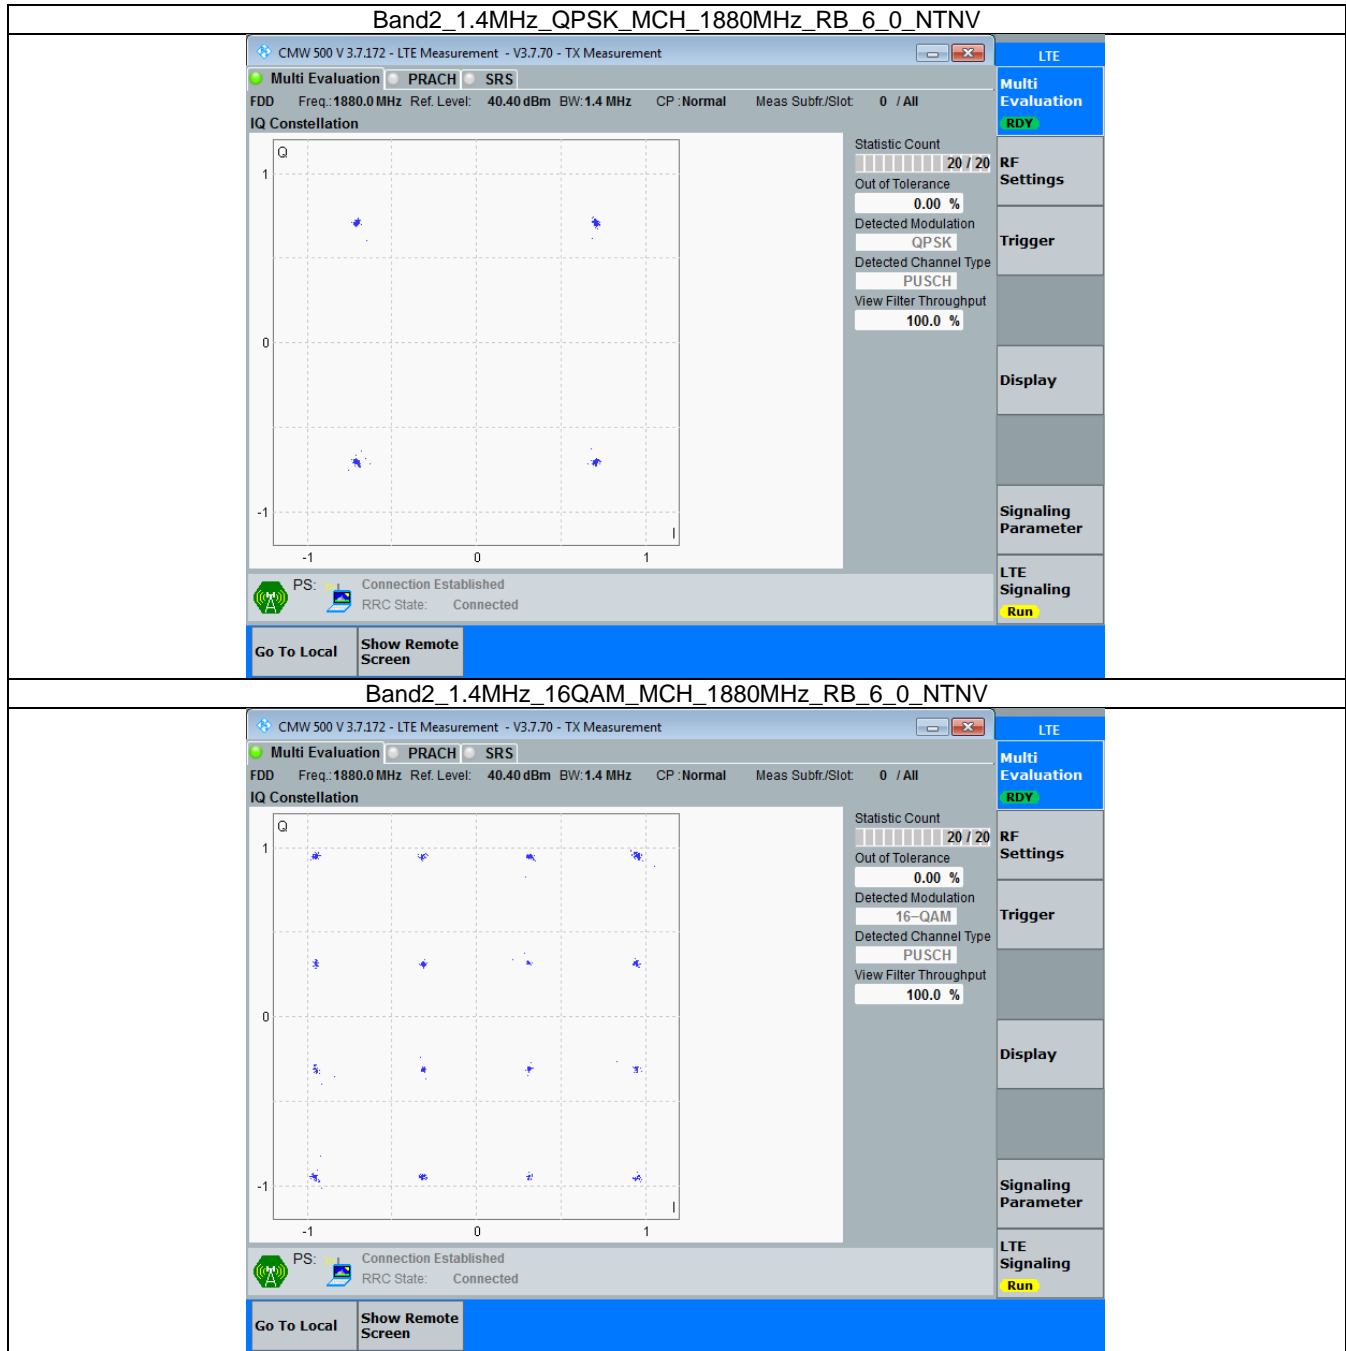 Band2_1.4MHz_QPSK_MCH_1880MHz_RB_6_0_NTNV
CMW 500 V 3.7.172 - LTE Measurement - V3.7.70 - TX Measurement
LTE
Multi Evaluation PRACH SRS
Multi
Evaluation
RDY
FDD Freq.: 1880.0 MHz Ref. Level: 40.40 dBm BW: 1.4 MHz CP : Normal Meas Subfr./Slot: 0 / All
IQ Constellation
Q
1
0
-1
-1 0 1
I
Statistic Count
20 / 20
Out of Tolerance
0.00 %
Detected Modulation
QPSK
Detected Channel Type
PUSCH
View Filter Throughput
100.0 %
RF
Settings
Trigger
Display
Signaling
Parameter
LTE
Signaling
Run
PS: Connection Established
RRC State: Connected
Go To Local
Show Remote
Screen
Band2_1.4MHz_16QAM_MCH_1880MHz_RB_6_0_NTNV
CMW 500 V 3.7.172 - LTE Measurement - V3.7.70 - TX Measurement
LTE
Multi Evaluation PRACH SRS
Multi
Evaluation
RDY
FDD Freq.: 1880.0 MHz Ref. Level: 40.40 dBm BW: 1.4 MHz CP : Normal Meas Subfr./Slot: 0 / All
IQ Constellation
Q
1
0
-1
-1 0 1
I
Statistic Count
20 / 20
Out of Tolerance
0.00 %
Detected Modulation
16-QAM
Detected Channel Type
PUSCH
View Filter Throughput
100.0 %
RF
Settings
Trigger
Display
Signaling
Parameter
LTE
Signaling
Run
PS: Connection Established
RRC State: Connected
Go To Local
Show Remote
Screen